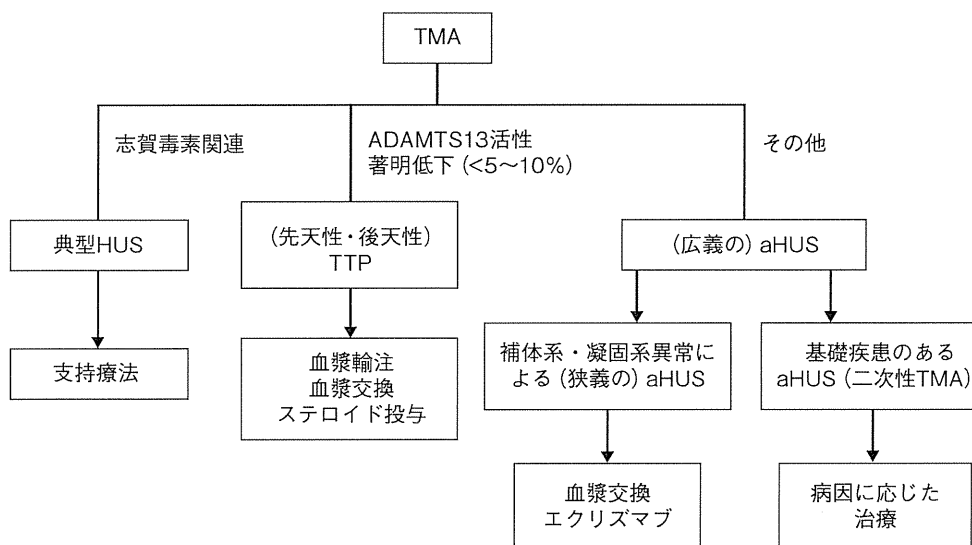 TMA
志賀毒素関連
ADAMTS13活性
著明低下 (<5〜10%)
その他
典型HUS
(先天性・後天性)
TTP
(広義の) aHUS
支持療法
血漿輸注
血漿交換
ステロイド投与
補体系・凝固系異常に
よる (狭義の) aHUS
基礎疾患のある
aHUS (二次性TMA)
血漿交換
エクリズマブ
病因に応じた
治療